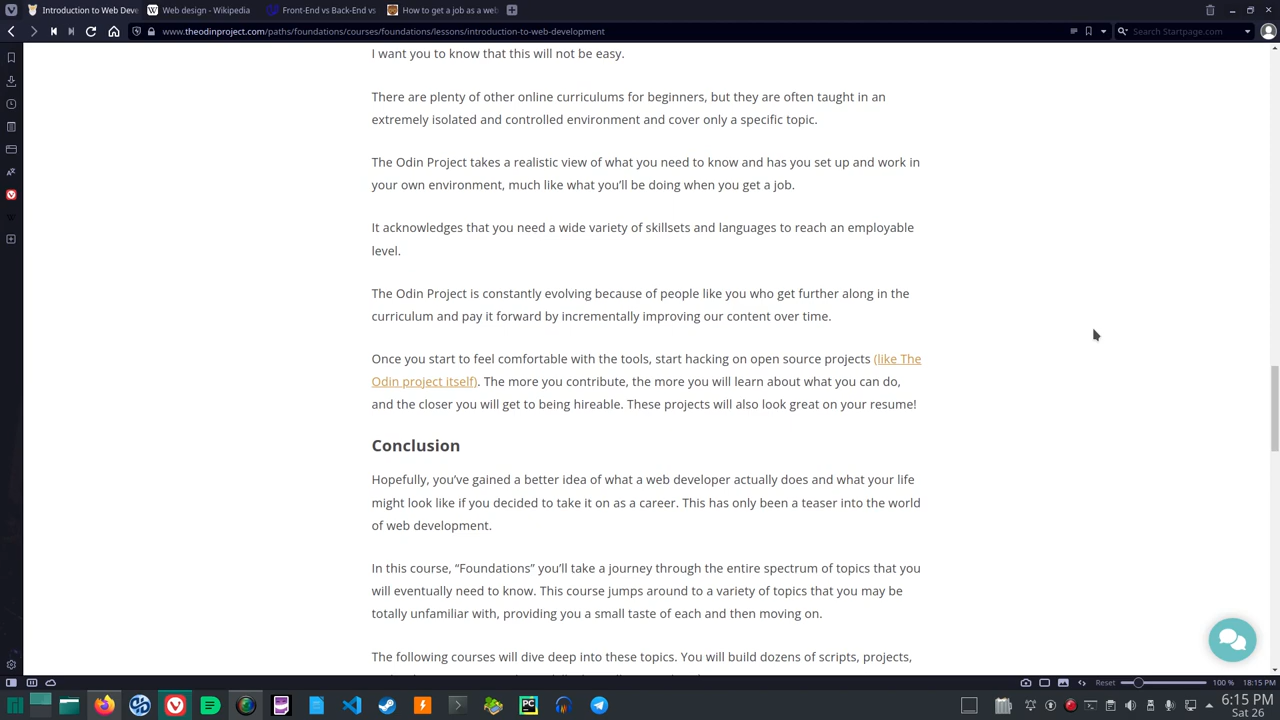 Introduction to Web Deve
Web design - Wikipedia
Front-End vs Back-End vs
How to get a job as a web
www.theodinproject.com/paths/foundations/courses/foundations/lessons/introduction-to-web-development
Search Startpage.com
I want you to know that this will not be easy.
There are plenty of other online curriculums for beginners, but they are often taught in an
extremely isolated and controlled environment and cover only a specific topic.
The Odin Project takes a realistic view of what you need to know and has you set up and work in
your own environment, much like what you’ll be doing when you get a job.
It acknowledges that you need a wide variety of skillsets and languages to reach an employable
level.
The Odin Project is constantly evolving because of people like you who get further along in the
curriculum and pay it forward by incrementally improving our content over time.
Once you start to feel comfortable with the tools, start hacking on open source projects (like The
Odin project itself). The more you contribute, the more you will learn about what you can do,
and the closer you will get to being hireable. These projects will also look great on your resume!
Conclusion
Hopefully, you’ve gained a better idea of what a web developer actually does and what your life
might look like if you decided to take it on as a career. This has only been a teaser into the world
of web development.
In this course, “Foundations” you’ll take a journey through the entire spectrum of topics that you
will eventually need to know. This course jumps around to a variety of topics that you may be
totally unfamiliar with, providing you a small taste of each and then moving on.
The following courses will dive deep into these topics. You will build dozens of scripts, projects,
Reset
100 %
18:15 PM
6:15 PM
Sat 26